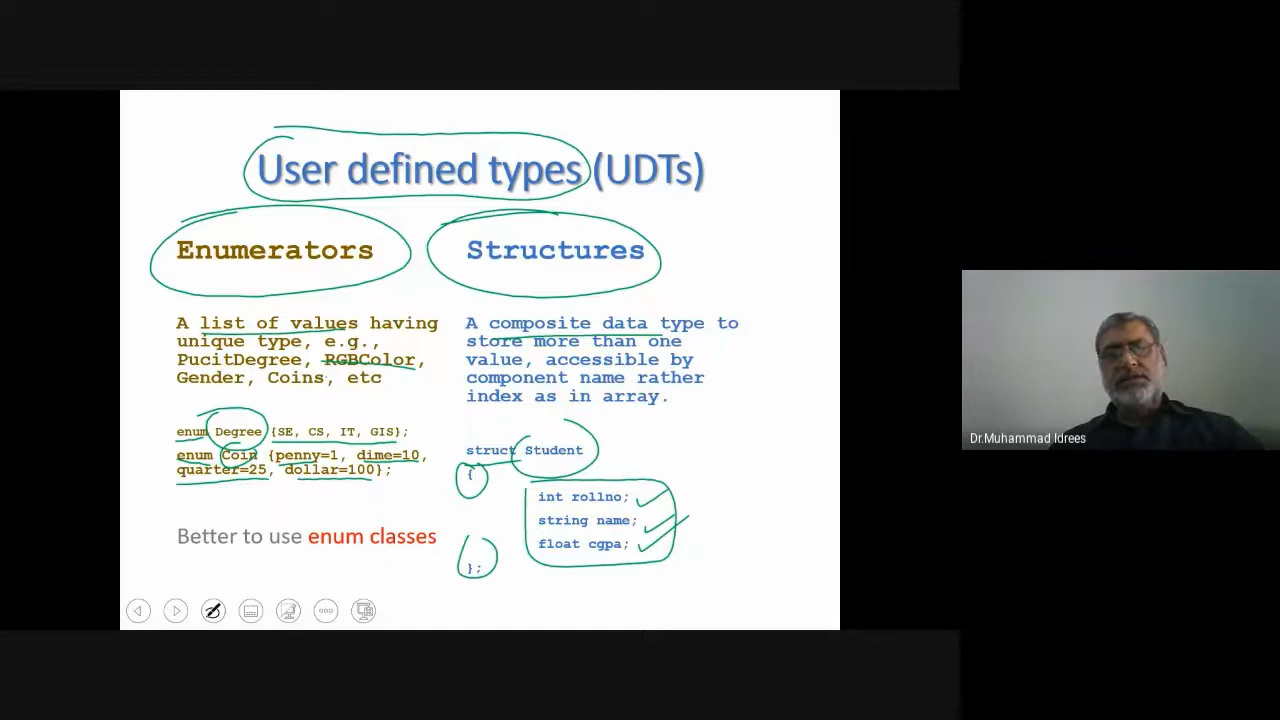 User defined types (UDTs)
Enumerators
A list of values having
unique type, e.g.,
PucitDegree, RGBColor,
Gender, Coins, etc
enum Degree {SE, CS, IT, GIS};
enum Coin {penny=1, dime=10,
quarter=25, dollar=100};
Better to use enum classes
Structures
A composite data type to
store more than one
value, accessible by
component name rather
index as in array.
struct Student
{
int rollno;
string name;
float cgpa;
};
Dr.Muhammad Idrees